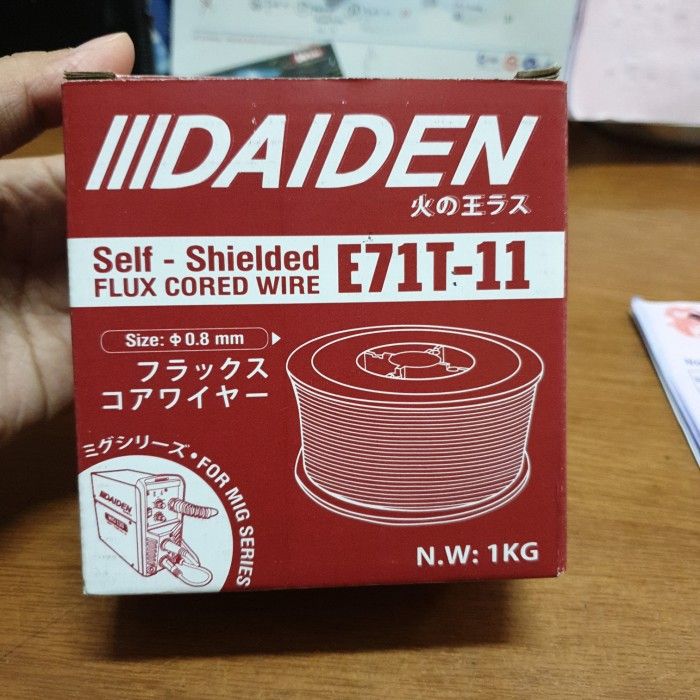 DAIDEN
火の王ラス
Self - Shielded
FLUX CORED WIRE
E71T-11
Size: Φ 0.8 mm
フラックス
コアワイヤー
ミグシリーズ・FOR MIG SERIES
DAIDEN
N.W: 1KG